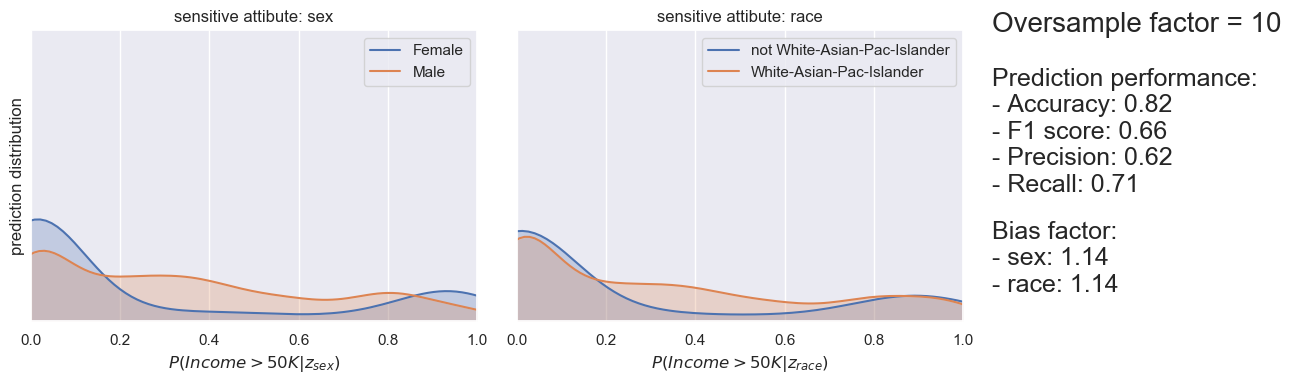 sensitive attibute: sex
Female
Male
prediction distribution
0.0 0.2 0.4 0.6 0.8 1.0
P(Income > 50K|z_sex)
sensitive attibute: race
not White-Asian-Pac-Islander
White-Asian-Pac-Islander
0.0 0.2 0.4 0.6 0.8 1.0
P(Income > 50K|z_race)
Oversample factor = 10
Prediction performance:
- Accuracy: 0.82
- F1 score: 0.66
- Precision: 0.62
- Recall: 0.71
Bias factor:
- sex: 1.14
- race: 1.14